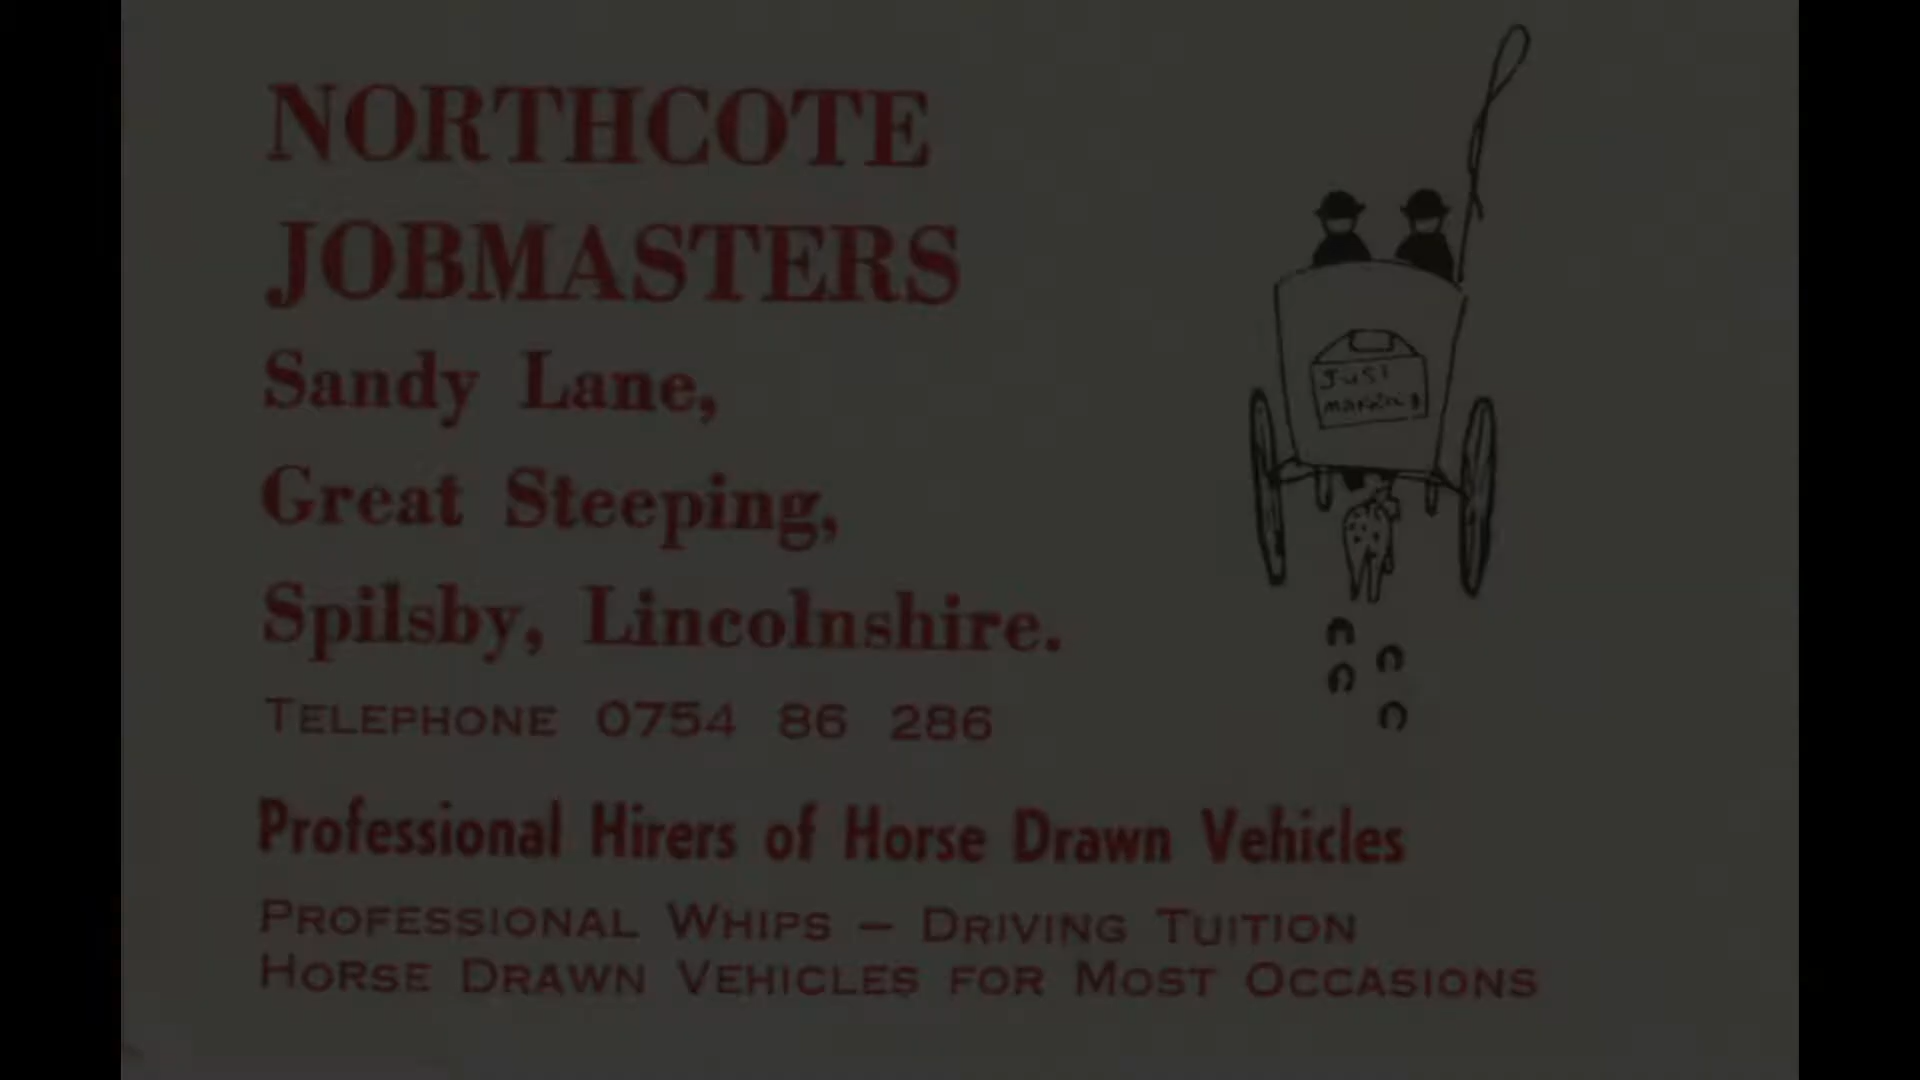 NORTHCOTE
JOBMASTERS
Sandy Lane,
Great Steeping,
Spilsby, Lincolnshire.
TELEPHONE 0754 86 286
Professional Hirers of Horse Drawn Vehicles
PROFESSIONAL WHIPS – DRIVING TUITION
HORSE DRAWN VEHICLES FOR MOST OCCASIONS
Just